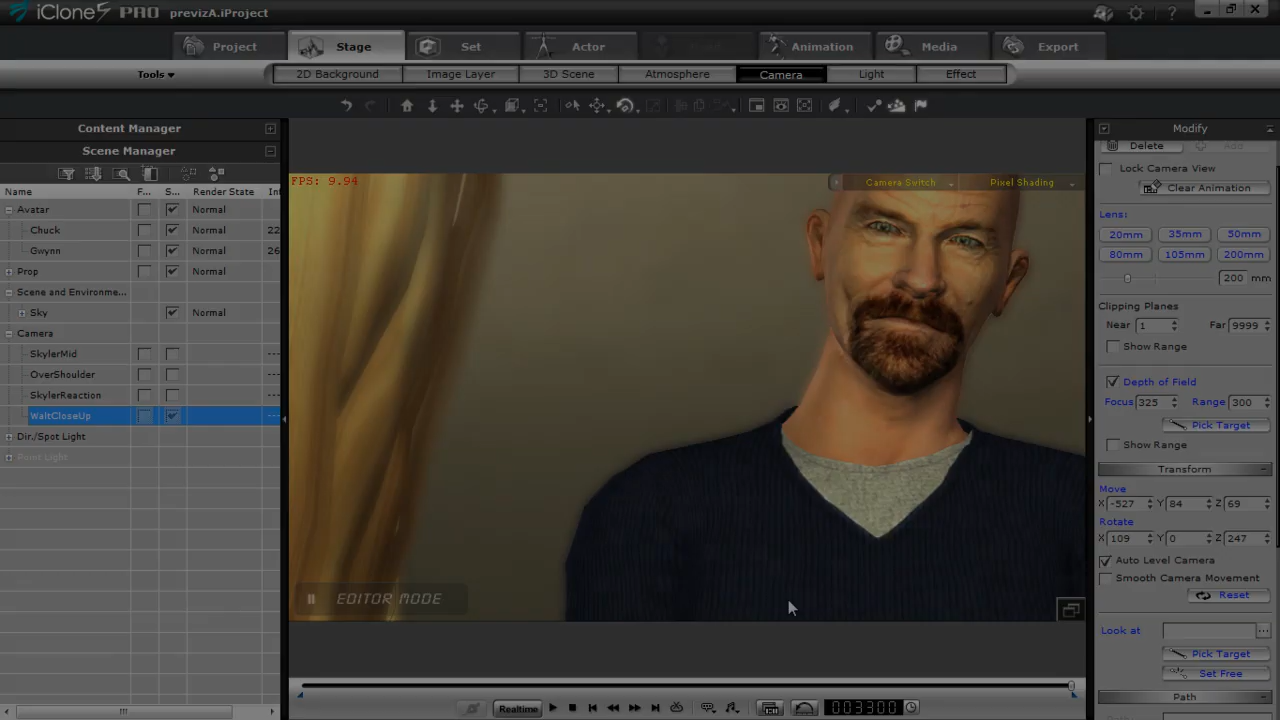 iClone5 PRO previzA.iProject
Project Stage Set Actor Animation Media Export
Tools 2D Background Image Layer 3D Scene Atmosphere Camera Light Effect
Content Manager
Scene Manager
Name F... S... Render State Int
Avatar Normal
Chuck Normal 22
Gwynn Normal 26
Prop Normal
Scene and Environme...
Sky Normal
Camera
SkylerMid ---
OverShoulder ---
SkylerReaction ---
WaltCloseUp ---
Dir./Spot Light
Point Light
FPS: 9.94
Camera Switch Pixel Shading
EDITOR MODE
Realtime 003300
Modify
Delete Add
Lock Camera View
Clear Animation
Lens:
20mm 35mm 50mm
80mm 105mm 200mm
200 mm
Clipping Planes
Near 1 Far 9999
Show Range
Depth of Field
Focus 325 Range 300
Pick Target
Show Range
Transform
Move
X -527 Y 84 Z 69
Rotate
X 109 Y 0 Z 247
Auto Level Camera
Smooth Camera Movement
Reset
Look at ...
Pick Target
Set Free
Path